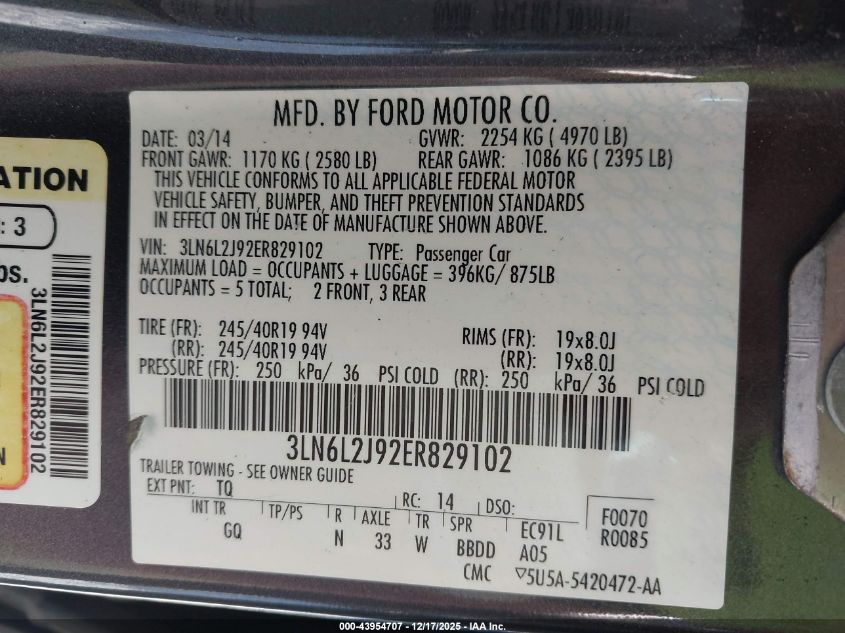 MFD. BY FORD MOTOR CO.
DATE: 03/14 GVWR: 2254 KG ( 4970 LB)
FRONT GAWR: 1170 KG ( 2580 LB) REAR GAWR: 1086 KG ( 2395 LB)
THIS VEHICLE CONFORMS TO ALL APPLICABLE FEDERAL MOTOR
VEHICLE SAFETY, BUMPER, AND THEFT PREVENTION STANDARDS
IN EFFECT ON THE DATE OF MANUFACTURE SHOWN ABOVE.
VIN: 3LN6L2J92ER829102 TYPE: Passenger Car
MAXIMUM LOAD = OCCUPANTS + LUGGAGE = 396KG/ 875LB
OCCUPANTS = 5 TOTAL; 2 FRONT, 3 REAR
TIRE (FR): 245/40R19 94V RIMS (FR): 19x8.0J
(RR): 245/40R19 94V (RR): 19x8.0J
PRESSURE (FR): 250 kPa/ 36 PSI COLD (RR): 250 kPa/ 36 PSI COLD
3LN6L2J92ER829102
TRAILER TOWING - SEE OWNER GUIDE
EXT PNT: TQ RC: 14 DSO:
INT TR TP/PS R AXLE TR SPR EC91L F0070
GQ N 33 W BBDD A05 R0085
CMC ▽5U5A-5420472-AA
ATION
: 3
bs.
3LN6L2J92ER829102
N
000-43954707 - 12/17/2025 - IAA Inc.